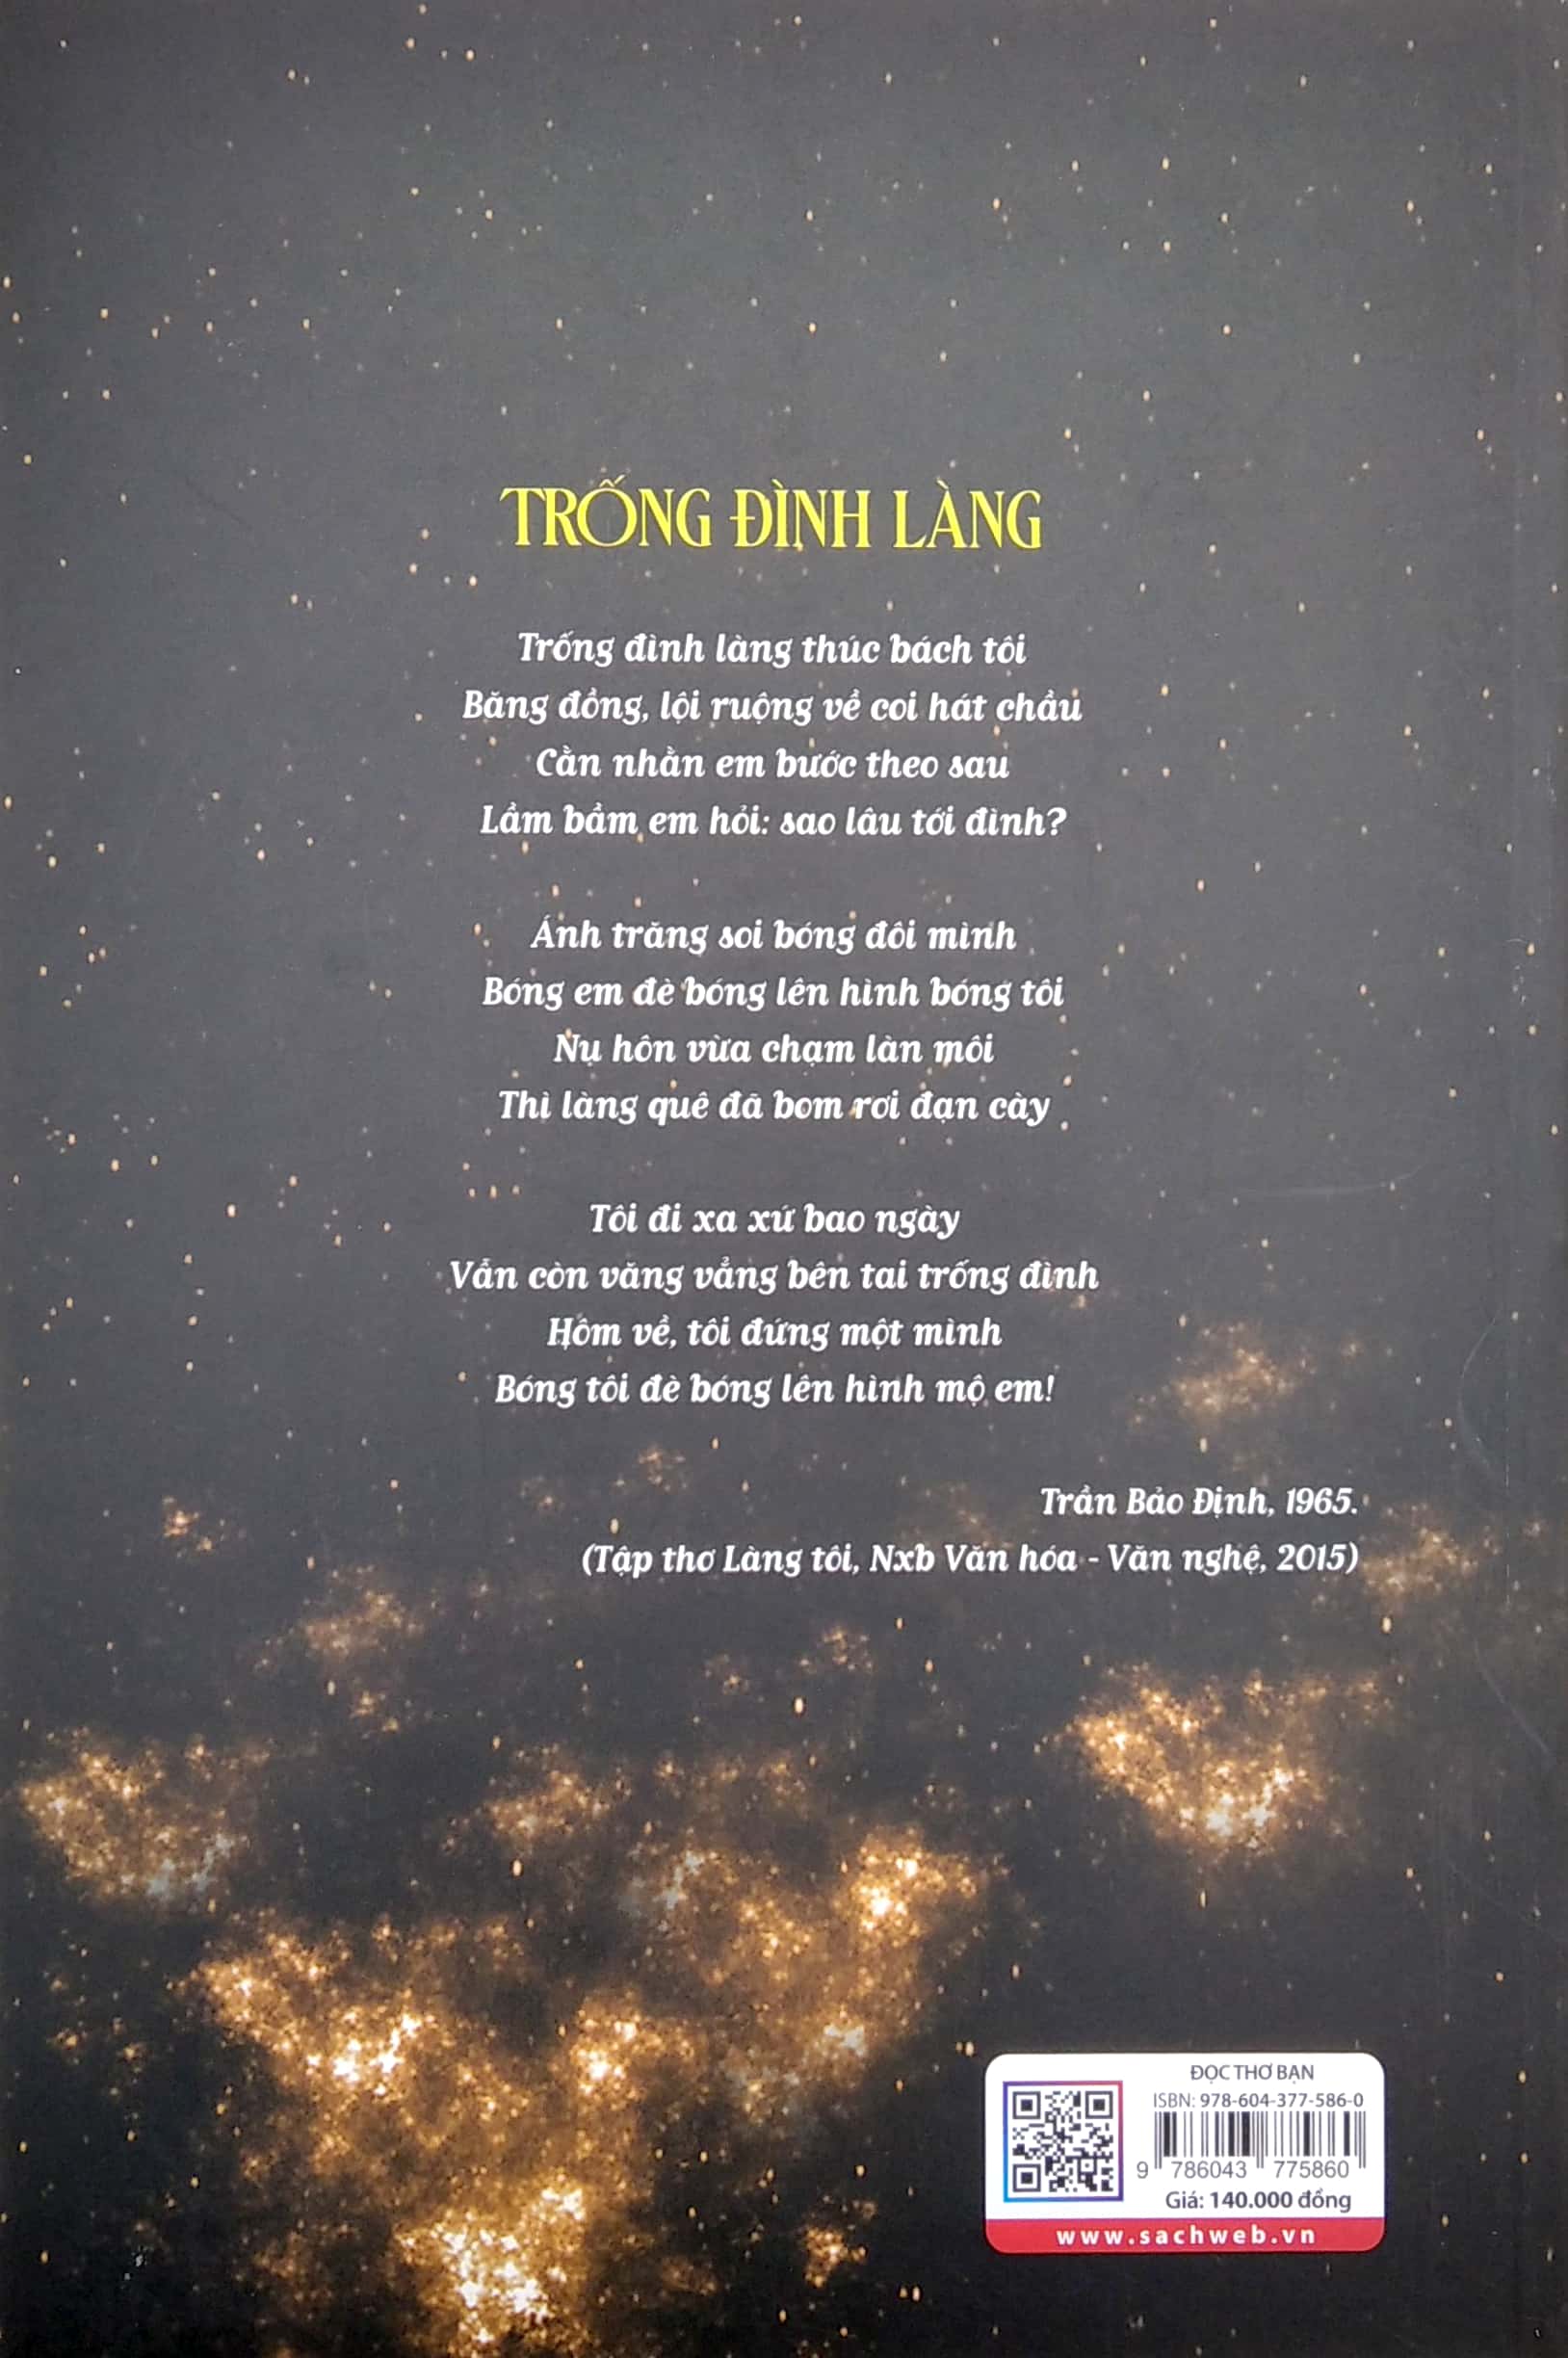 TRỐNG ĐÌNH LÀNG
Trống đình làng thúc bách tôi
Băng đồng, lội ruộng về coi hát chầu
Cằn nhằn em bước theo sau
Lầm bầm em hỏi: sao lâu tới đình?
Ánh trăng soi bóng đôi mình
Bóng em đè bóng lên hình bóng tôi
Nụ hôn vừa chạm làn môi
Thì làng quê đã bom rơi đạn cày
Tôi đi xa xứ bao ngày
Vẫn còn văng vẳng bên tai trống đình
Hôm về, tôi đứng một mình
Bóng tôi đè bóng lên hình mộ em!
Trần Bảo Định, 1965.
(Tập thơ Làng tôi, Nxb Văn hóa - Văn nghệ, 2015)
ĐỌC THƠ BẠN
ISBN: 978-604-377-586-0
9 786043 775860
Giá: 140.000 đồng
www.sachweb.vn